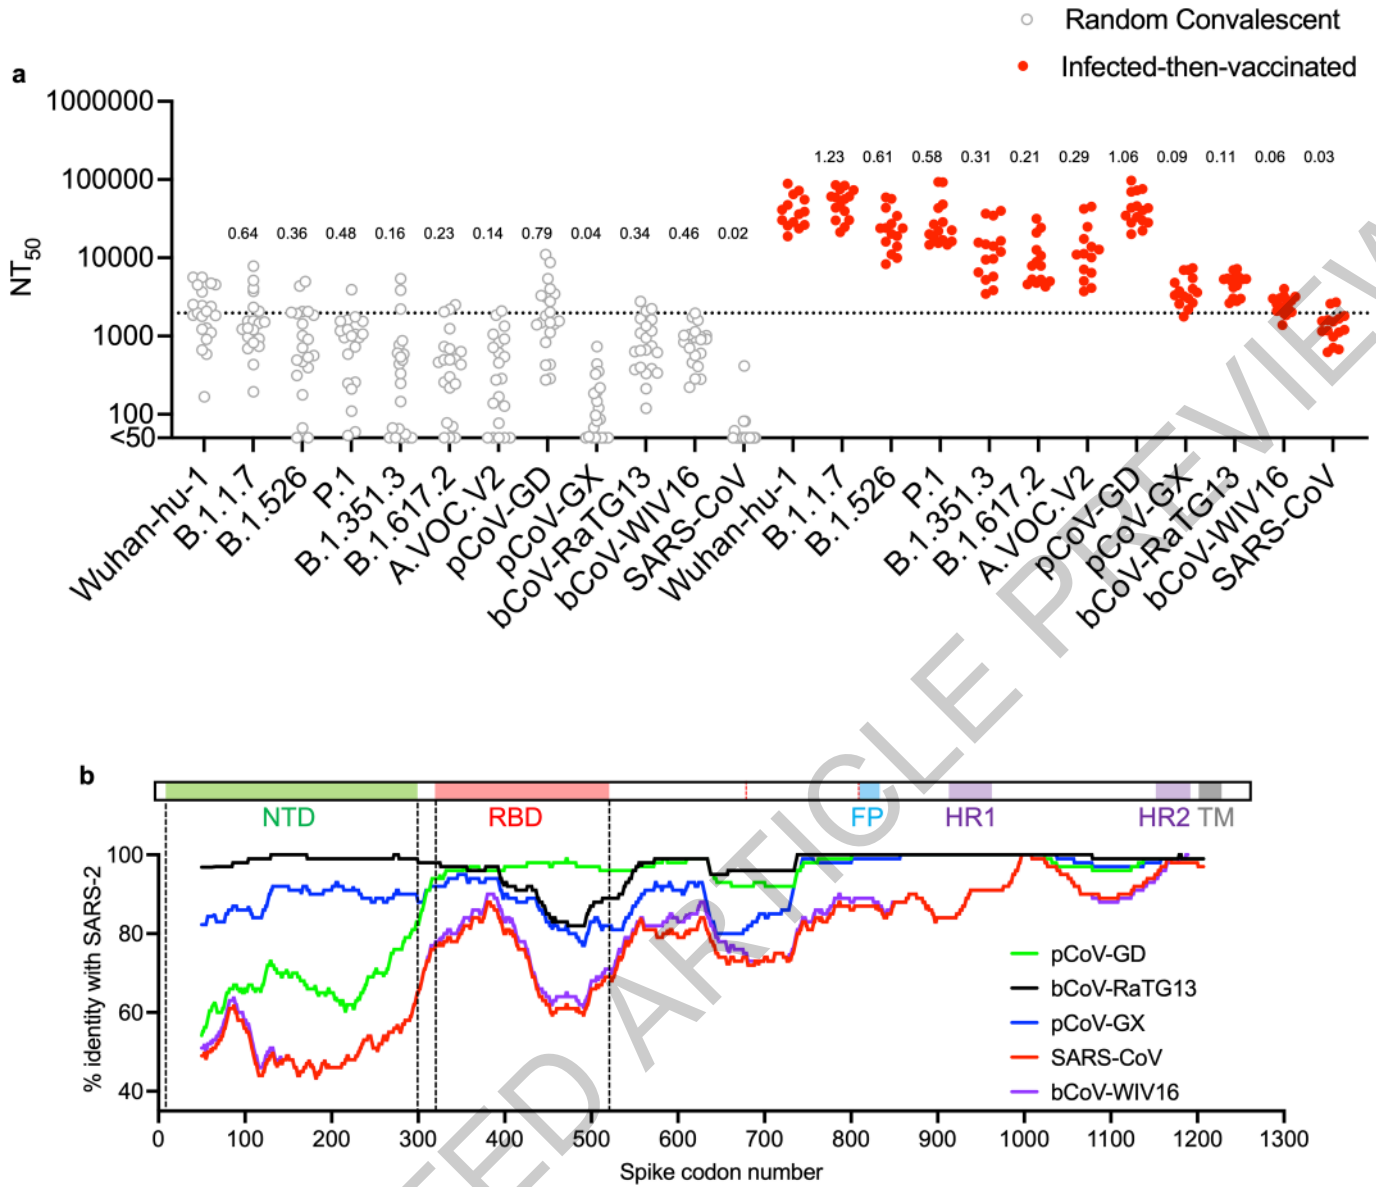 Random Convalescent
Infected-then-vaccinated
a
1000000
100000
10000
1000
100
<50
NT50
0.64 0.36 0.48 0.16 0.23 0.14 0.79 0.04 0.34 0.46 0.02
1.23 0.61 0.58 0.31 0.21 0.29 1.06 0.09 0.11 0.06 0.03
Wuhan-hu-1
B.1.1.7
B.1.526
P.1
B.1.351.3
B.1.617.2
A.VOC.V2
pCoV-GD
pCoV-GX
bCoV-RaTG13
bCoV-WIV16
SARS-CoV
Wuhan-hu-1
B.1.1.7
B.1.526
P.1
B.1.351.3
B.1.617.2
A.VOC.V2
pCoV-GD
pCoV-GX
bCoV-RaTG13
bCoV-WIV16
SARS-CoV
b
NTD RBD FP HR1 HR2 TM
100
80
60
40
% identity with SARS-2
pCoV-GD
bCoV-RaTG13
pCoV-GX
SARS-CoV
bCoV-WIV16
0 100 200 300 400 500 600 700 800 900 1000 1100 1200 1300
Spike codon number
TED ARTICLE PREVIEW